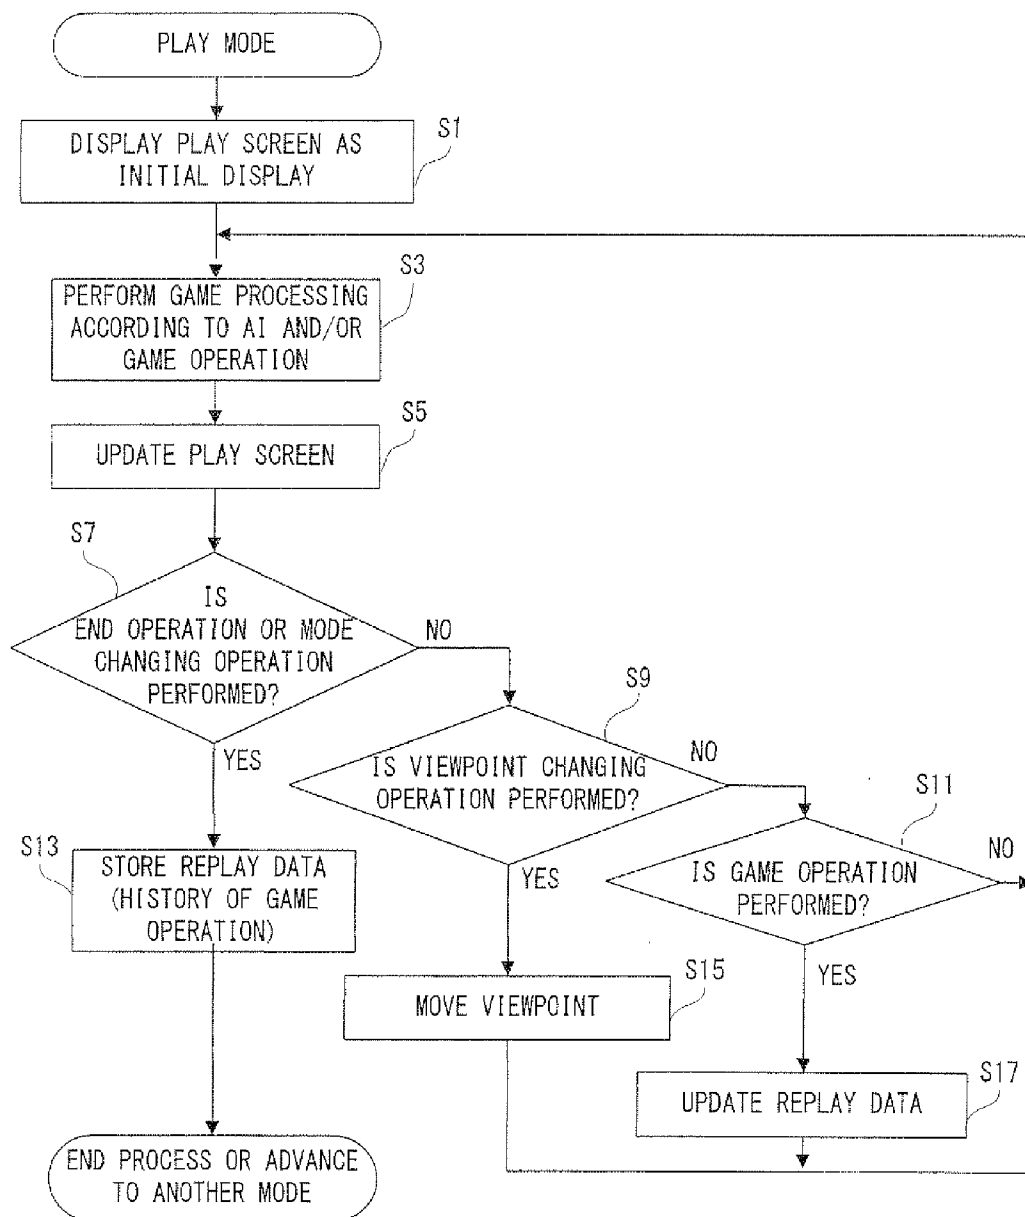 PLAY MODE
S1
DISPLAY PLAY SCREEN AS
INITIAL DISPLAY
S3
PERFORM GAME PROCESSING
ACCORDING TO AI AND/OR
GAME OPERATION
S5
UPDATE PLAY SCREEN
S7
IS
END OPERATION OR MODE
CHANGING OPERATION
PERFORMED?
NO
YES
S9
IS VIEWPOINT CHANGING
OPERATION PERFORMED?
NO
YES
S11
IS GAME OPERATION
PERFORMED?
NO
YES
S13
STORE REPLAY DATA
(HISTORY OF GAME
OPERATION)
S15
MOVE VIEWPOINT
S17
UPDATE REPLAY DATA
END PROCESS OR ADVANCE
TO ANOTHER MODE